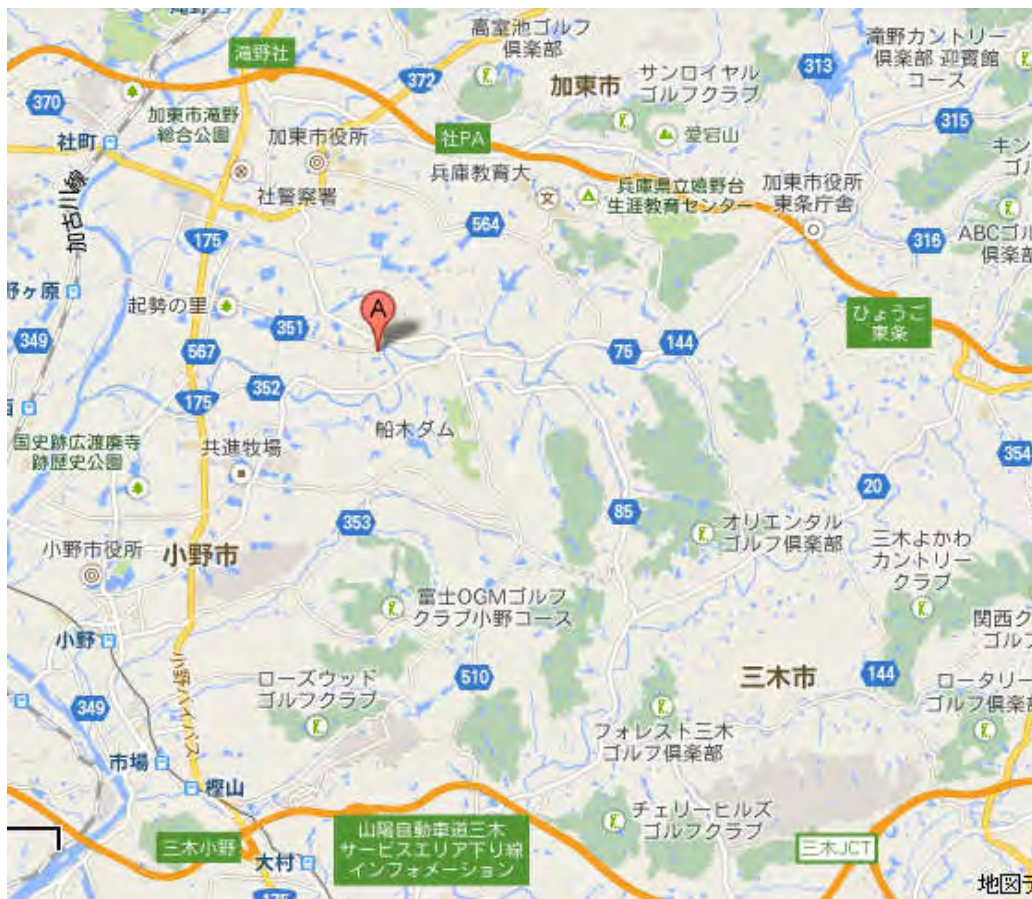 高室池ゴルフ
倶楽部
滝野カントリー
倶楽部 迎賓館
コース
滝野社
372
加東市
サンロイヤル
ゴルフクラブ
313
370
加東市滝野
総合公園
加東市役所
社PA
愛宕山
315
社町
兵庫教育大
社警察署
兵庫県立嬉野台
生涯教育センター
加東市役所
東条庁舎
加古川線
175
564
316
ABCゴル
倶楽部
野ヶ原
起勢の里
A
ひょうご
東条
351
349
567
75
144
352
175
船木ダム
国史跡広渡廃寺
跡歴史公園
共進牧場
354
20
353
85
オリエンタル
ゴルフ倶楽部
三木よかわ
カントリー
クラブ
小野市役所
小野市
富士OGMゴルフ
クラブ小野コース
関西ク
ゴルフ
小野
小野バイパス
ローズウッド
ゴルフクラブ
510
三木市
144
ロータリー
ゴルフ倶楽
349
フォレスト三木
ゴルフ倶楽部
市場
樫山
チェリーヒルズ
ゴルフクラブ
三木小野
山陽自動車道三木
サービスエリア下り線
インフォメーション
三木JCT
大村
175
地図